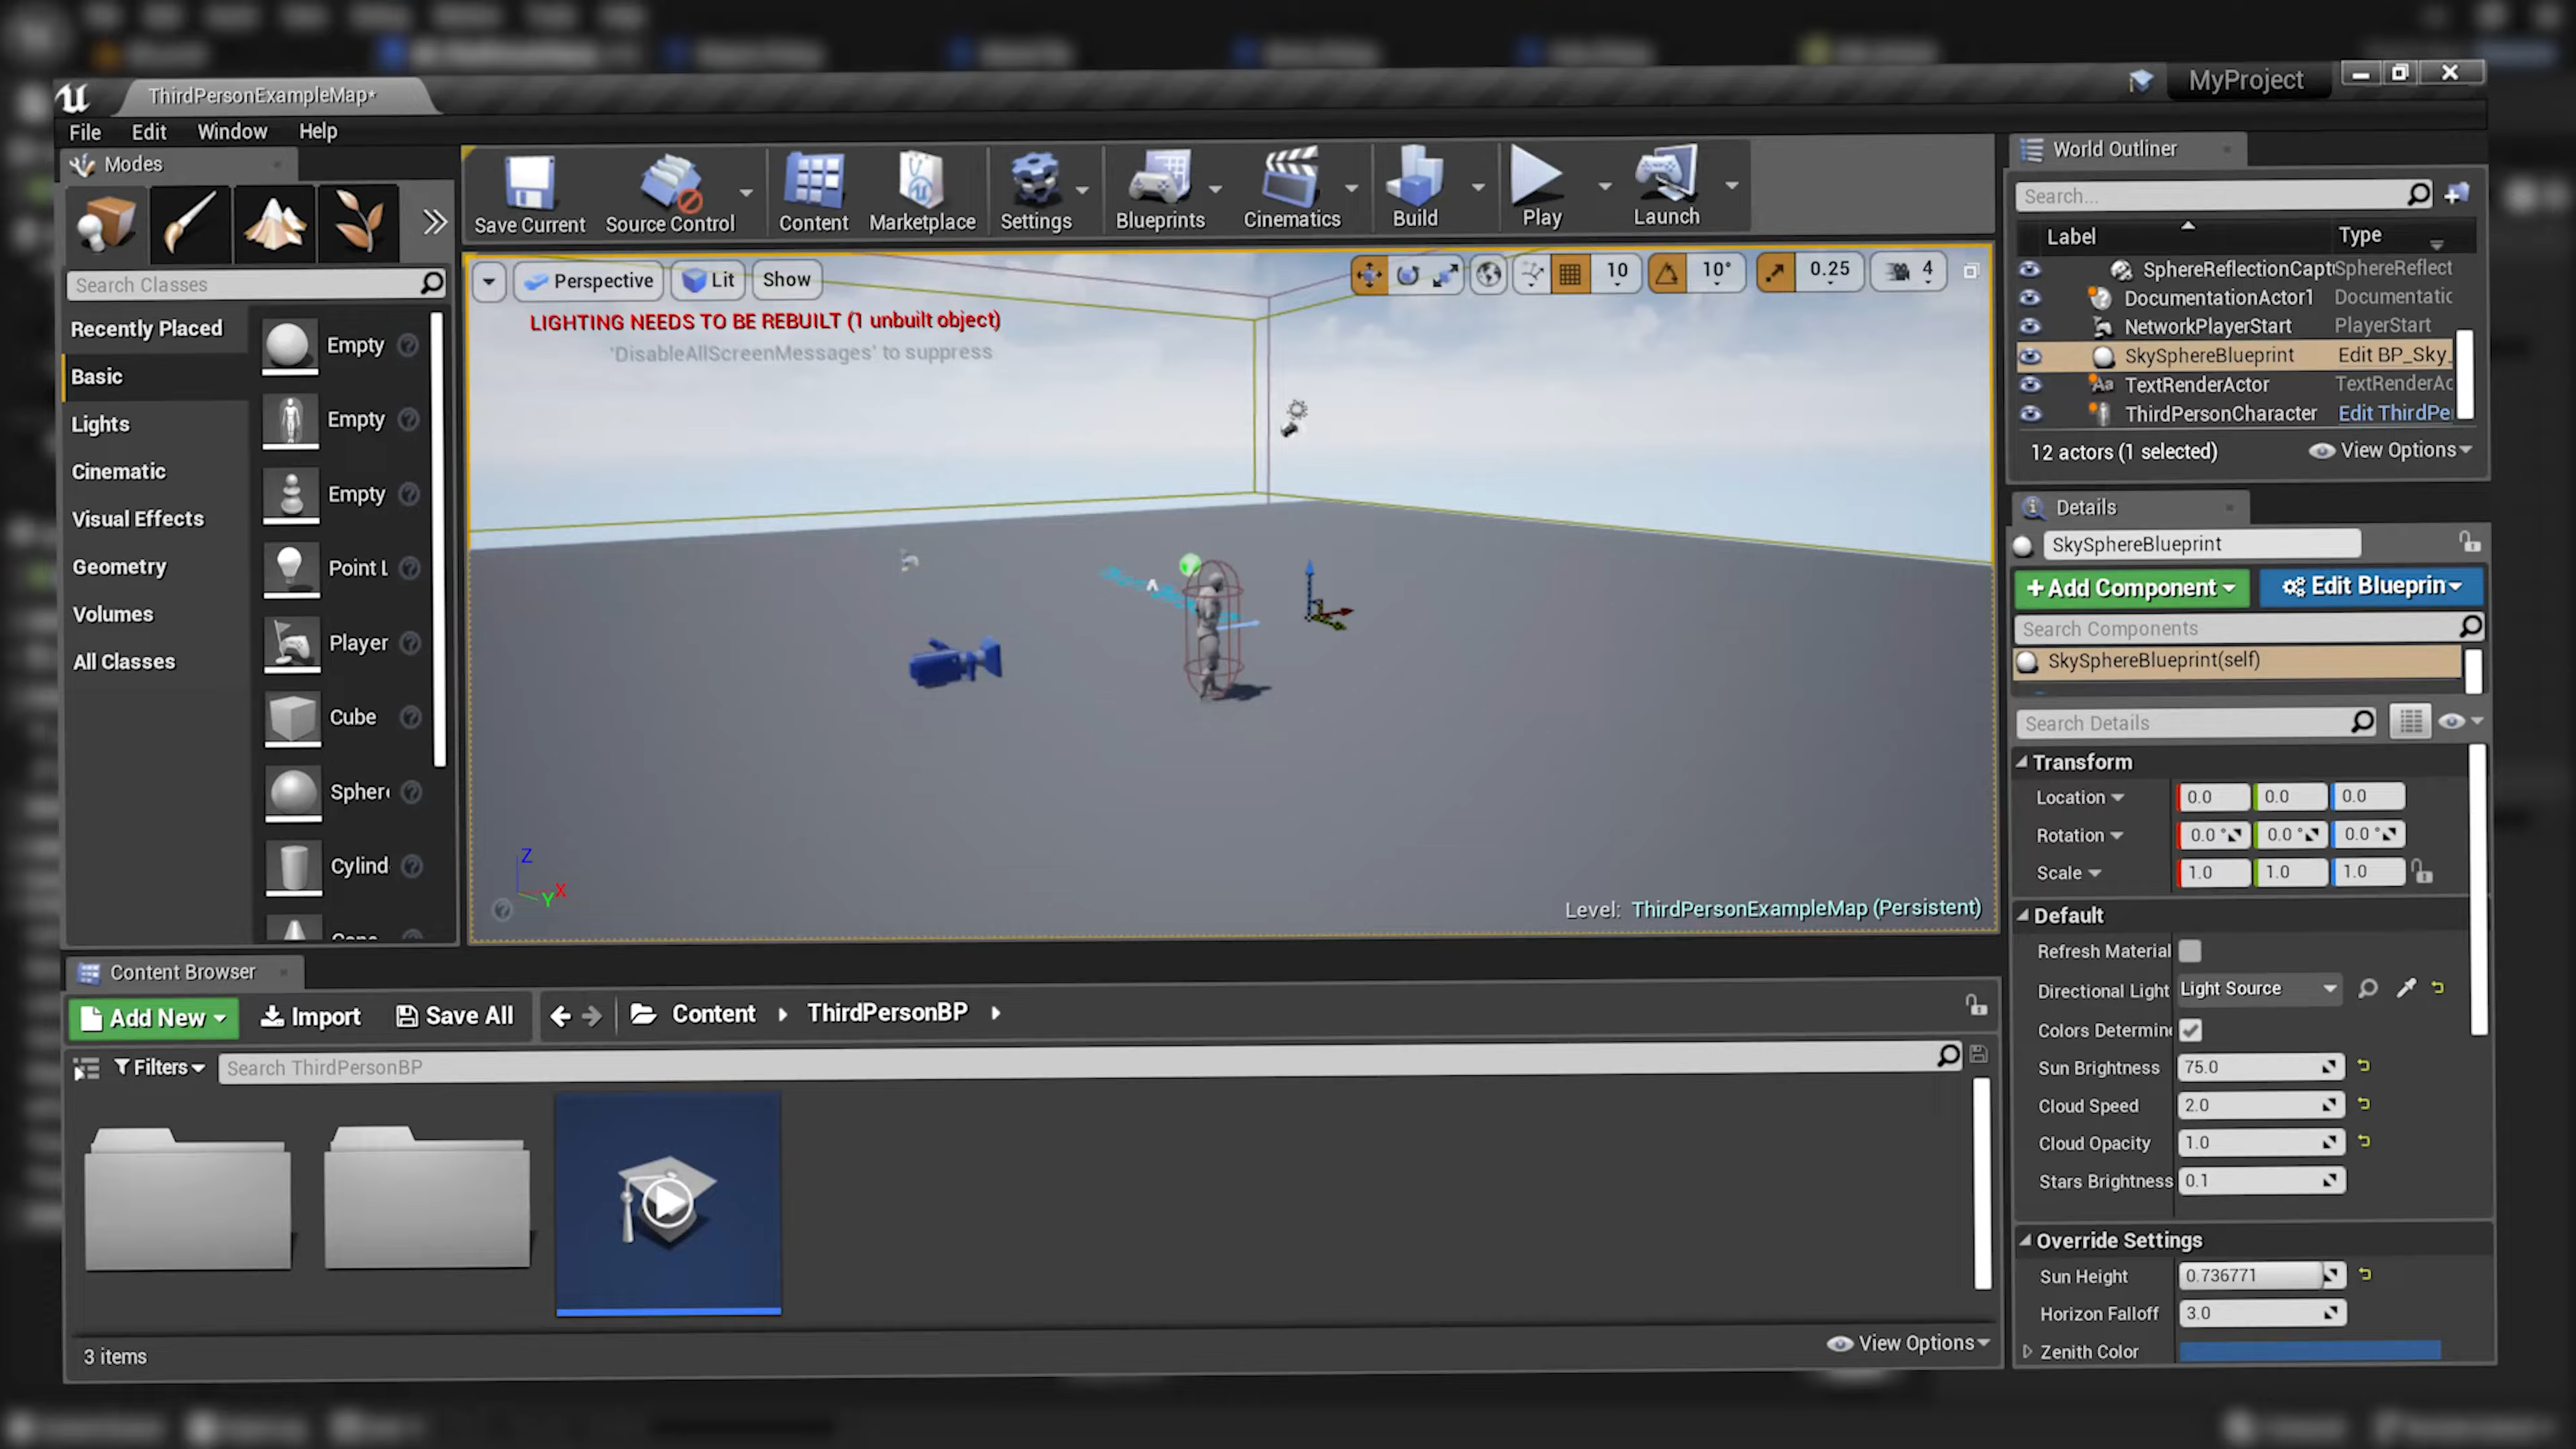 ThirdPersonExampleMap*
MyProject
File Edit Window Help
Modes
Search Classes
Recently Placed
Basic
Lights
Cinematic
Visual Effects
Geometry
Volumes
All Classes
Empty
Empty
Empty
Point L
Player
Cube
Spher
Cylind
Save Current Source Control Content Marketplace Settings Blueprints Cinematics Build Play Launch
Perspective Lit Show
10 10° 0.25 4
LIGHTING NEEDS TO BE REBUILT (1 unbuilt object)
'DisableAllScreenMessages' to suppress
Z
X
Y
Level: ThirdPersonExampleMap (Persistent)
World Outliner
Search...
Label Type
SphereReflectionCapt SphereReflect
DocumentationActor1 Documentatic
NetworkPlayerStart PlayerStart
SkySphereBlueprint Edit BP_Sky_
TextRenderActor TextRenderAc
ThirdPersonCharacter Edit ThirdPe
12 actors (1 selected) View Options
Details
SkySphereBlueprint
+Add Component Edit Blueprin
Search Components
SkySphereBlueprint(self)
Search Details
Transform
Location 0.0 0.0 0.0
Rotation 0.0 ° 0.0 ° 0.0 °
Scale 1.0 1.0 1.0
Default
Refresh Material
Directional Light Light Source
Colors Determine
Sun Brightness 75.0
Cloud Speed 2.0
Cloud Opacity 1.0
Stars Brightness 0.1
Override Settings
Sun Height 0.736771
Horizon Falloff 3.0
Zenith Color
Content Browser
Add New Import Save All Content ThirdPersonBP
Filters Search ThirdPersonBP
3 items View Options